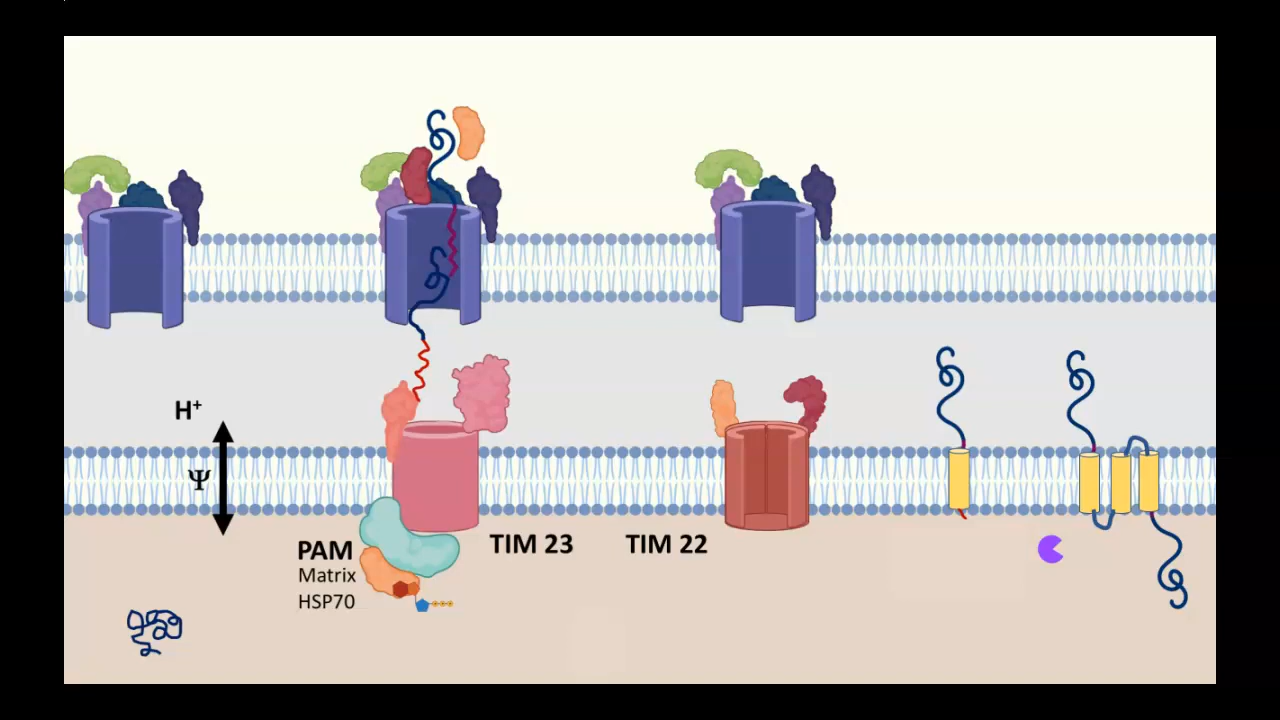 H+
Ψ
PAM
Matrix
HSP70
TIM 23
TIM 22